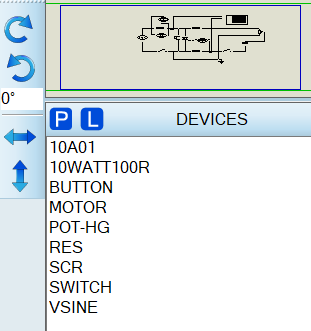 0°
P L DEVICES
10A01
10WATT100R
BUTTON
MOTOR
POT-HG
RES
SCR
SWITCH
VSINE